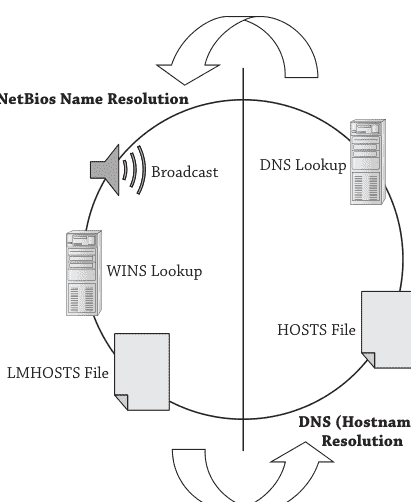 NetBios Name Resolution
DNS Lookup
Broadcast
WINS Lookup
HOSTS File
LMHOSTS File
DNS (Hostnam
Resolution